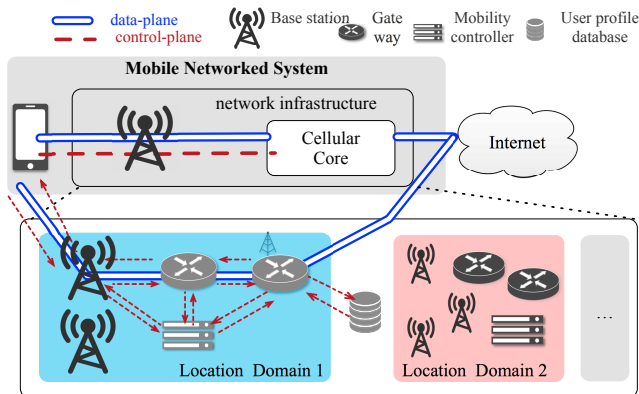 data-plane
control-plane
Base station
Gate
way
Mobility
controller
User profile
database
Mobile Networked System
network infrastructure
Cellular
Core
Internet
Location Domain 1
Location Domain 2
...